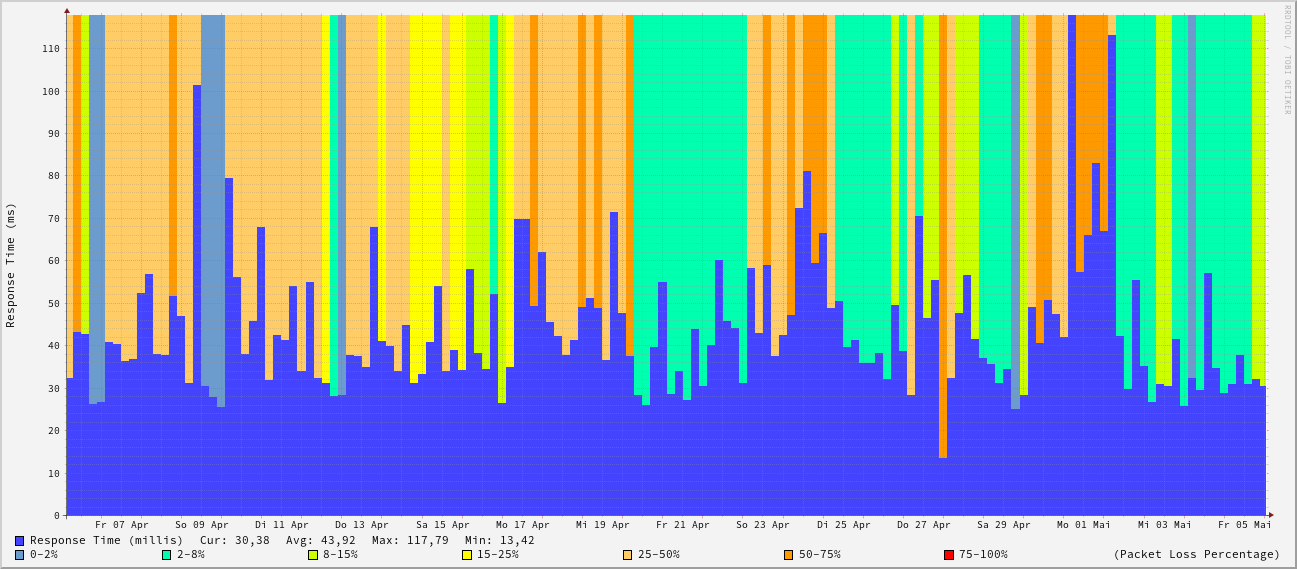 RRDTOOL / TOBI OETIKER
Response Time (ms)
110
100
90
80
70
60
50
40
30
20
10
0
Fr 07 Apr So 09 Apr Di 11 Apr Do 13 Apr Sa 15 Apr Mo 17 Apr Mi 19 Apr Fr 21 Apr So 23 Apr Di 25 Apr Do 27 Apr Sa 29 Apr Mo 01 Mai Mi 03 Mai Fr 05 Mai
Response Time (millis) Cur: 30,38 Avg: 43,92 Max: 117,79 Min: 13,42
0-2% 2-8% 8-15% 15-25% 25-50% 50-75% 75-100% (Packet Loss Percentage)